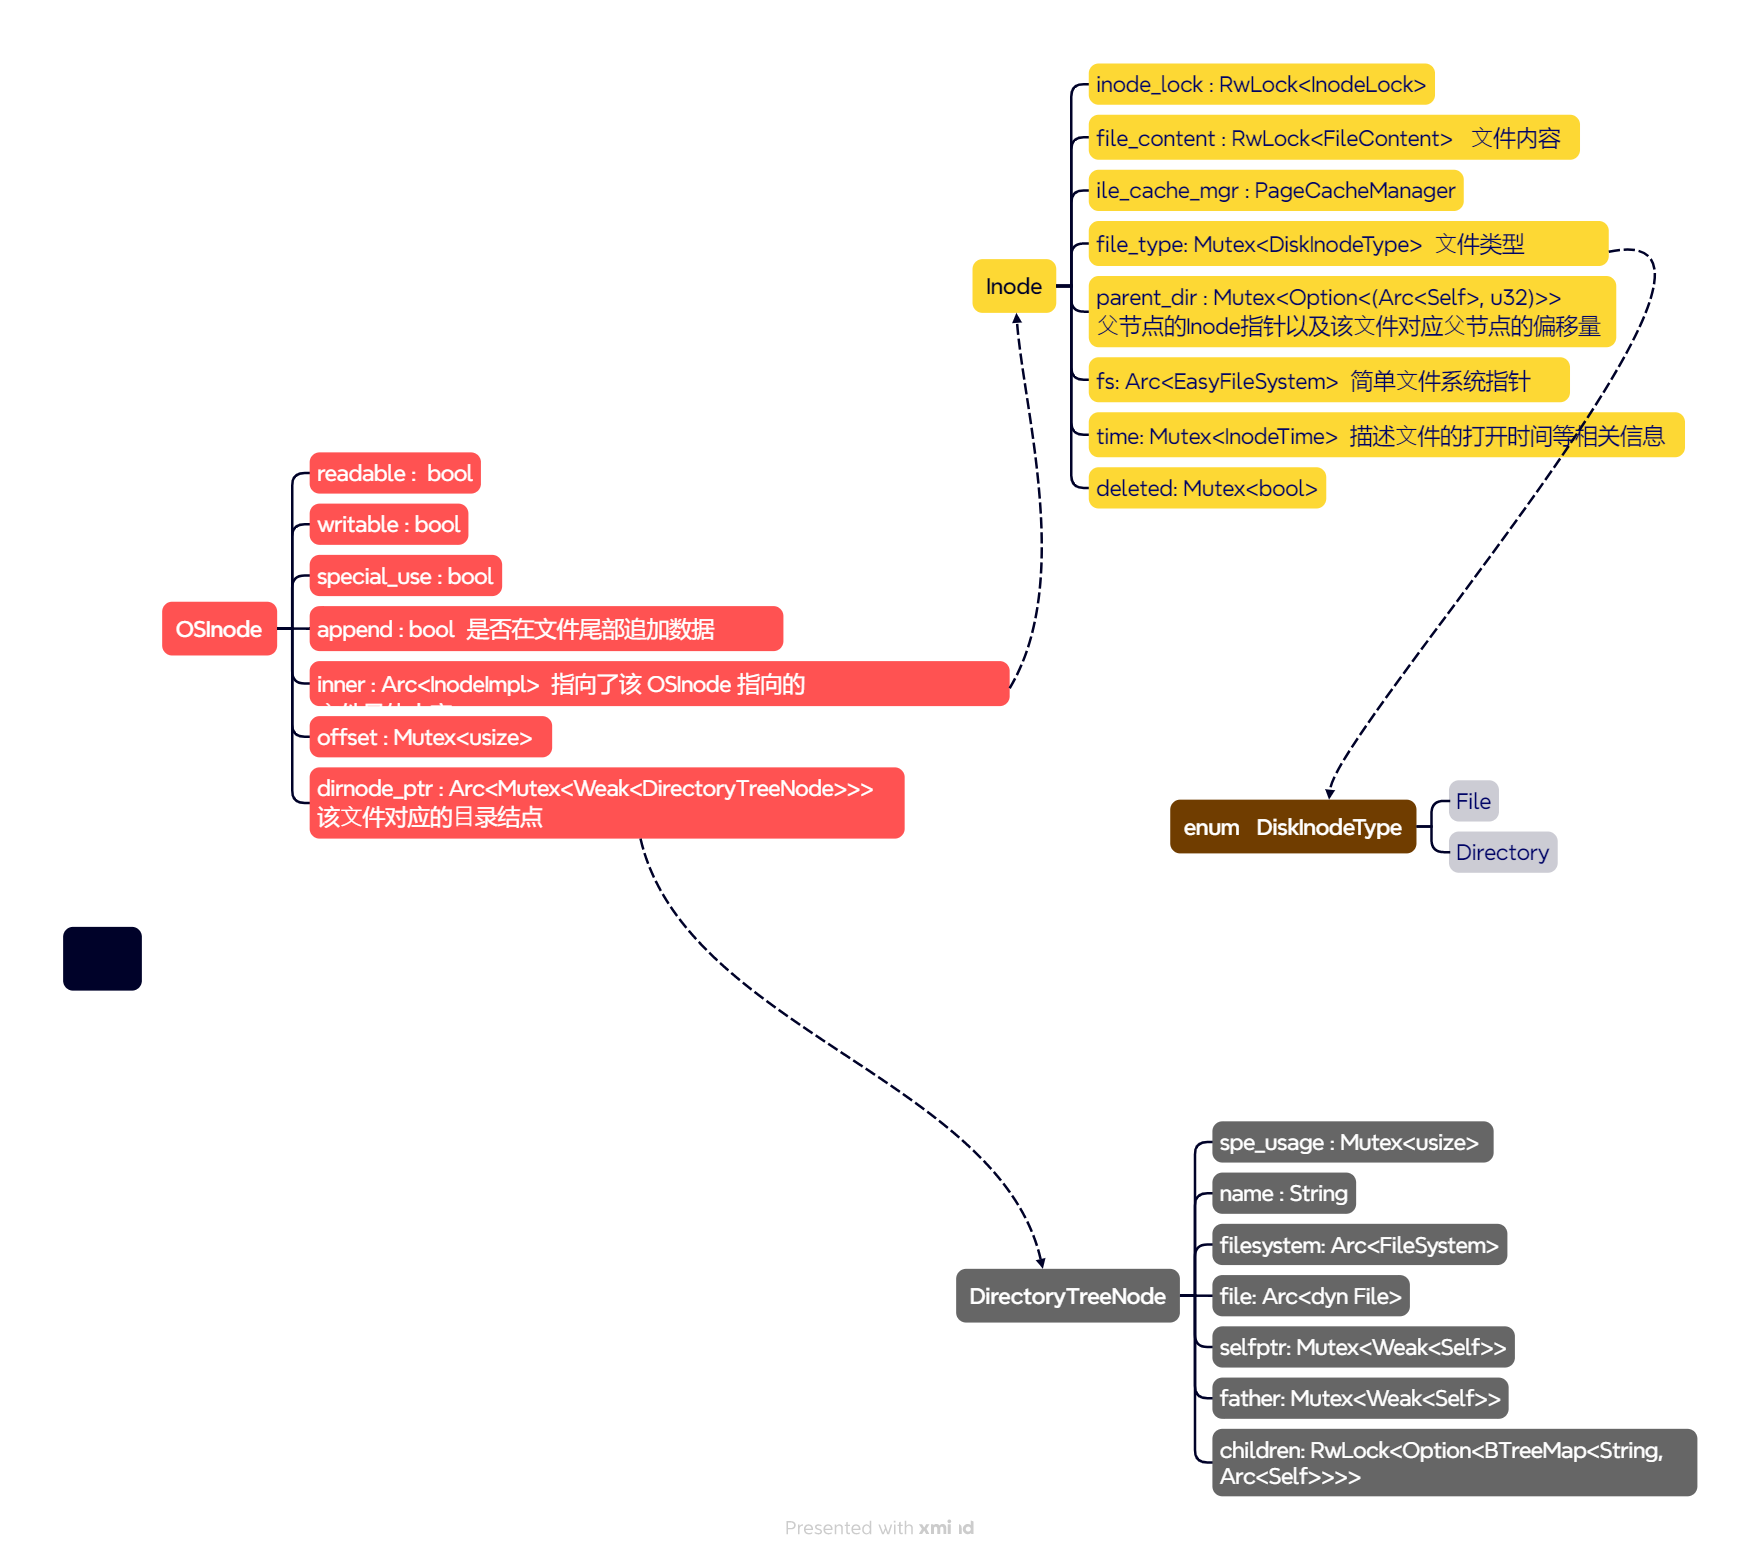 inode_lock : RwLock<InodeLock>
file_content : RwLock<FileContent>   文件内容
ile_cache_mgr : PageCacheManager
file_type: Mutex<DiskInodeType>  文件类型
Inode
parent_dir : Mutex<Option<(Arc<Self>, u32)>>
父节点的Inode指针以及该文件对应父节点的偏移量
fs: Arc<EasyFileSystem>  简单文件系统指针
time: Mutex<InodeTime>  描述文件的打开时间等相关信息
deleted: Mutex<bool>
readable :  bool
writable : bool
special_use : bool
OSInode
append : bool  是否在文件尾部追加数据
inner : Arc<InodeImpl>  指向了该 OSInode 指向的
offset : Mutex<usize>
dirnode_ptr : Arc<Mutex<Weak<DirectoryTreeNode>>>
该文件对应的目录结点
enum   DiskInodeType
File
Directory
spe_usage : Mutex<usize>
name : String
filesystem: Arc<FileSystem>
DirectoryTreeNode
file: Arc<dyn File>
selfptr: Mutex<Weak<Self>>
father: Mutex<Weak<Self>>
children: RwLock<Option<BTreeMap<String,
Arc<Self>>>>
Presented with xmind